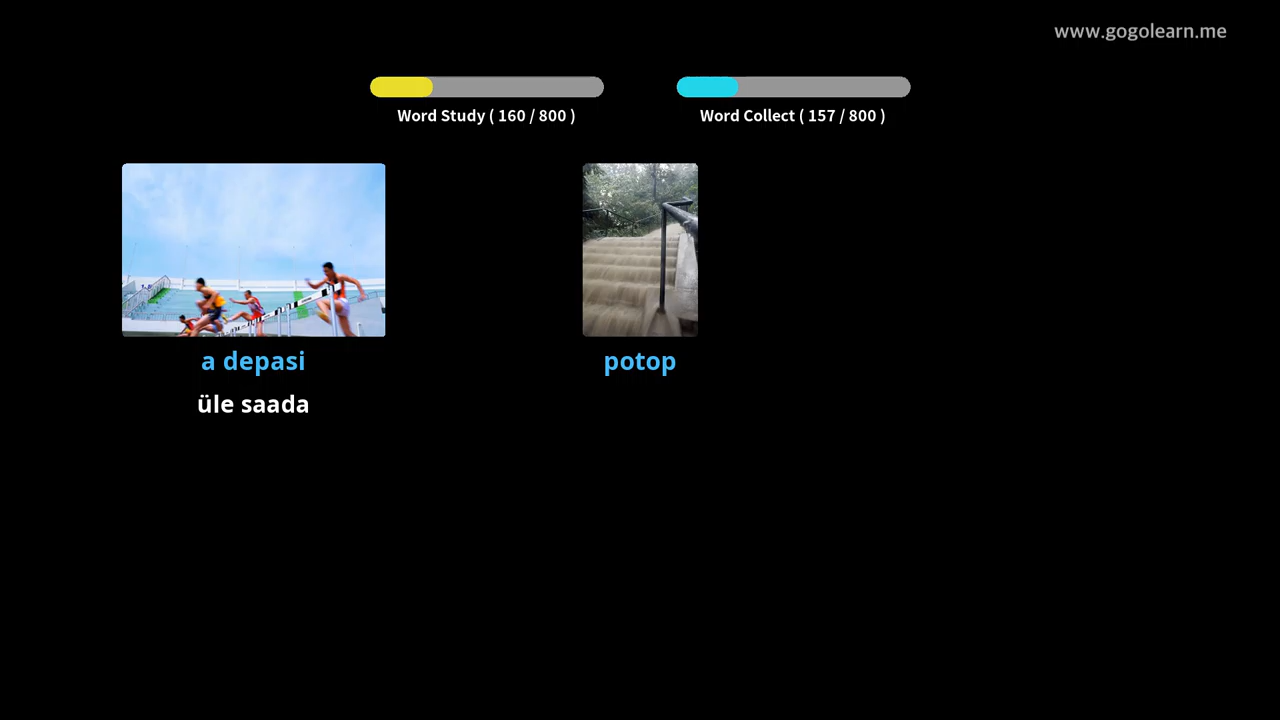 www.gogolearn.me
Word Study ( 160 / 800 )
Word Collect ( 157 / 800 )
a depasi
potop
üle saada